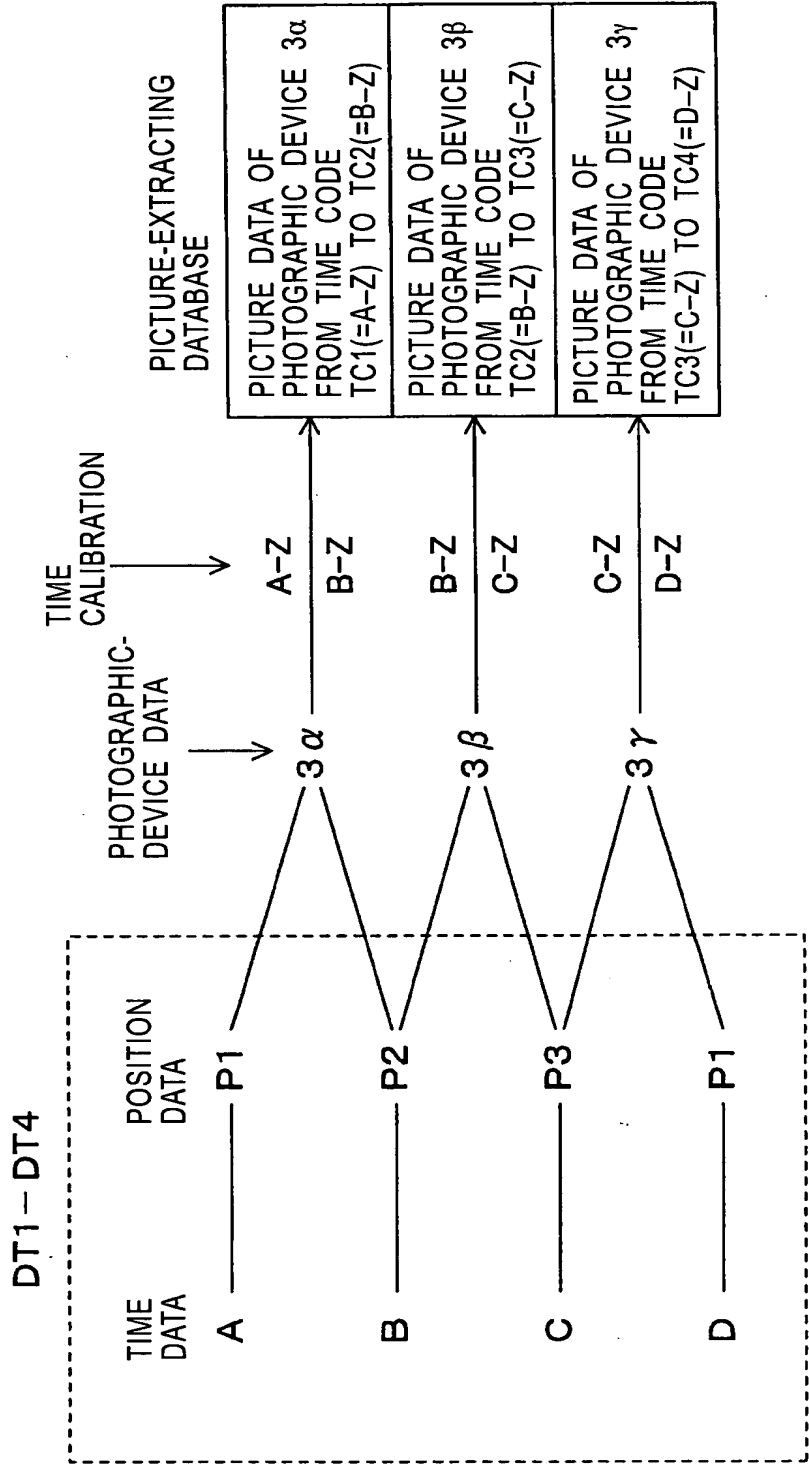 DT1–DT4
TIME
DATA
POSITION
DATA
PHOTOGRAPHIC-
DEVICE DATA
TIME
CALIBRATION
PICTURE-EXTRACTING
DATABASE
A
P1
3α
A–Z
B–Z
PICTURE DATA OF
PHOTOGRAPHIC DEVICE 3α
FROM TIME CODE
TC1(=A–Z) TO TC2(=B–Z)
B
P2
3β
B–Z
C–Z
PICTURE DATA OF
PHOTOGRAPHIC DEVICE 3β
FROM TIME CODE
TC2(=B–Z) TO TC3(=C–Z)
C
P3
3γ
C–Z
D–Z
PICTURE DATA OF
PHOTOGRAPHIC DEVICE 3γ
FROM TIME CODE
TC3(=C–Z) TO TC4(=D–Z)
D
P1